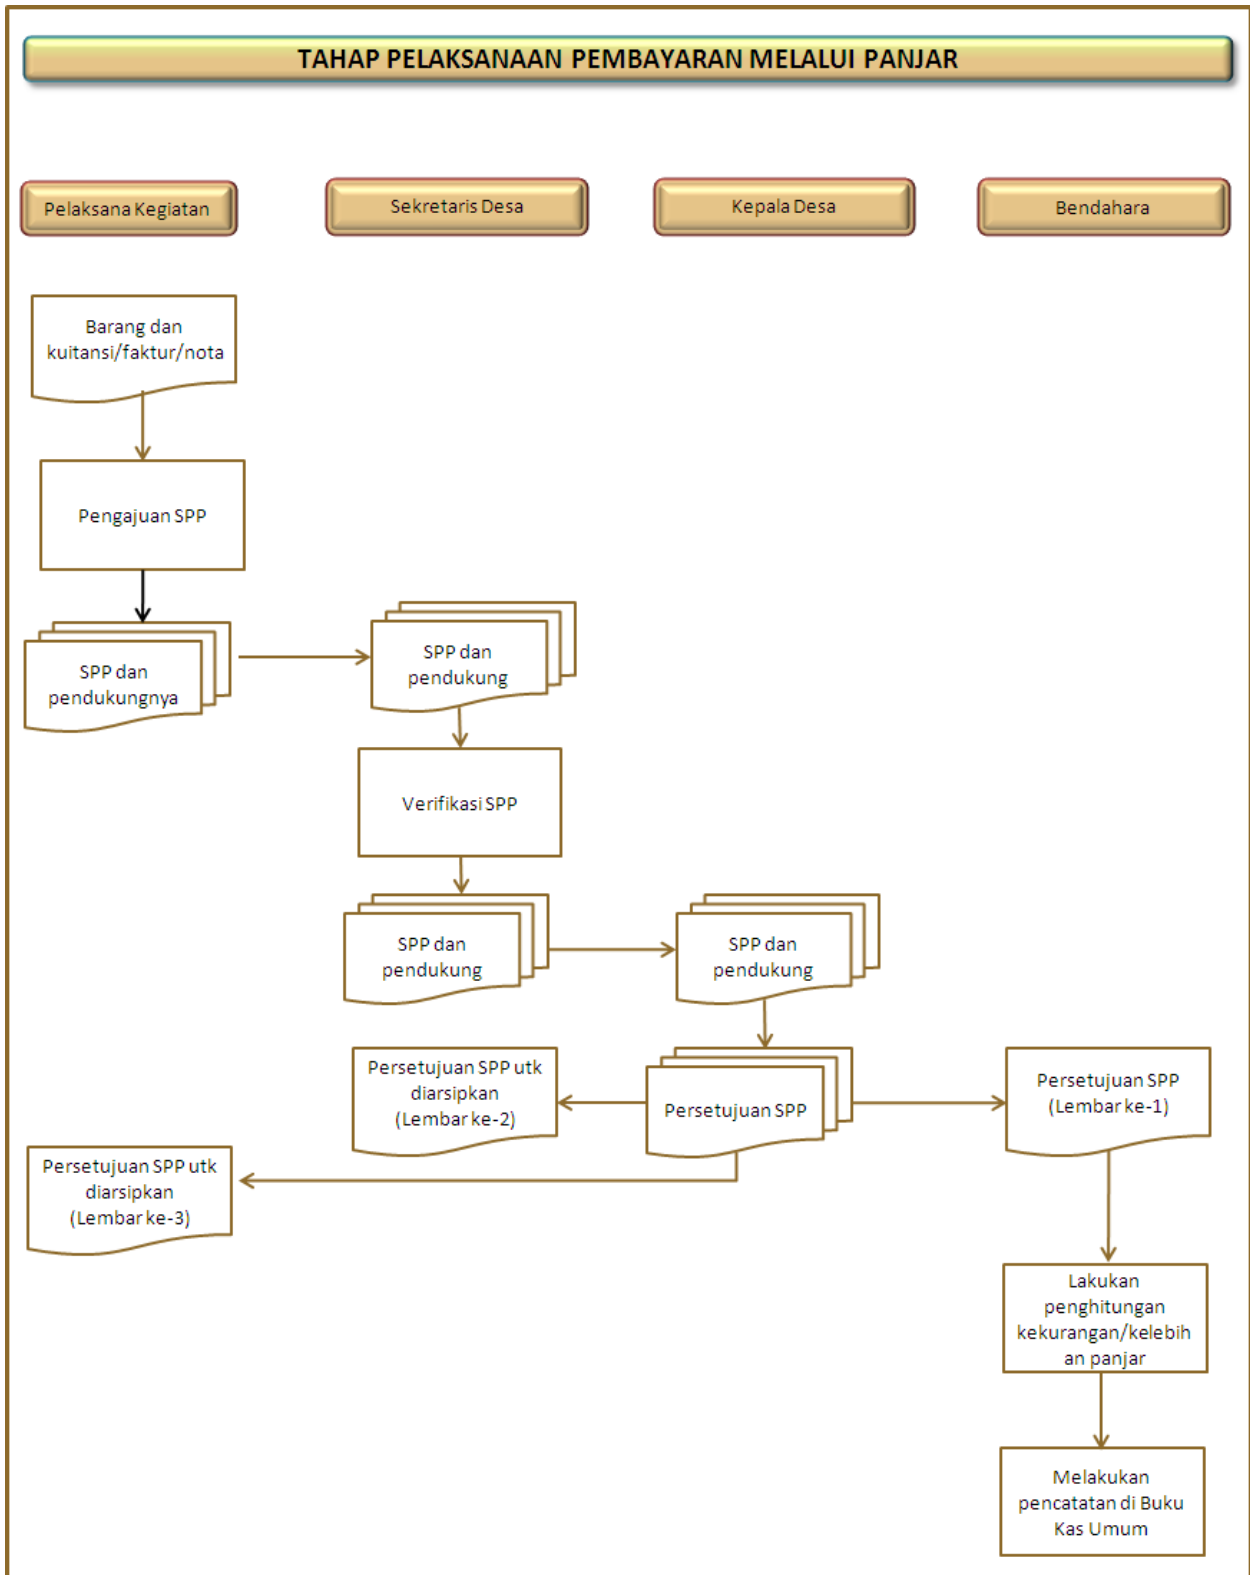 TAHAP PELAKSANAAN PEMBAYARAN MELALUI PANJAR
Pelaksana Kegiatan
Sekretaris Desa
Kepala Desa
Bendahara
Barang dan
kuitansi/faktur/nota
Pengajuan SPP
SPP dan
pendukungnya
SPP dan
pendukung
Verifikasi SPP
SPP dan
pendukung
SPP dan
pendukung
Persetujuan SPP utk
diarsipkan
(Lembar ke-2)
Persetujuan SPP
Persetujuan SPP
(Lembar ke-1)
Persetujuan SPP utk
diarsipkan
(Lembar ke-3)
Lakukan
penghitungan
kekurangan/kelebih
an panjar
Melakukan
pencatatan di Buku
Kas Umum